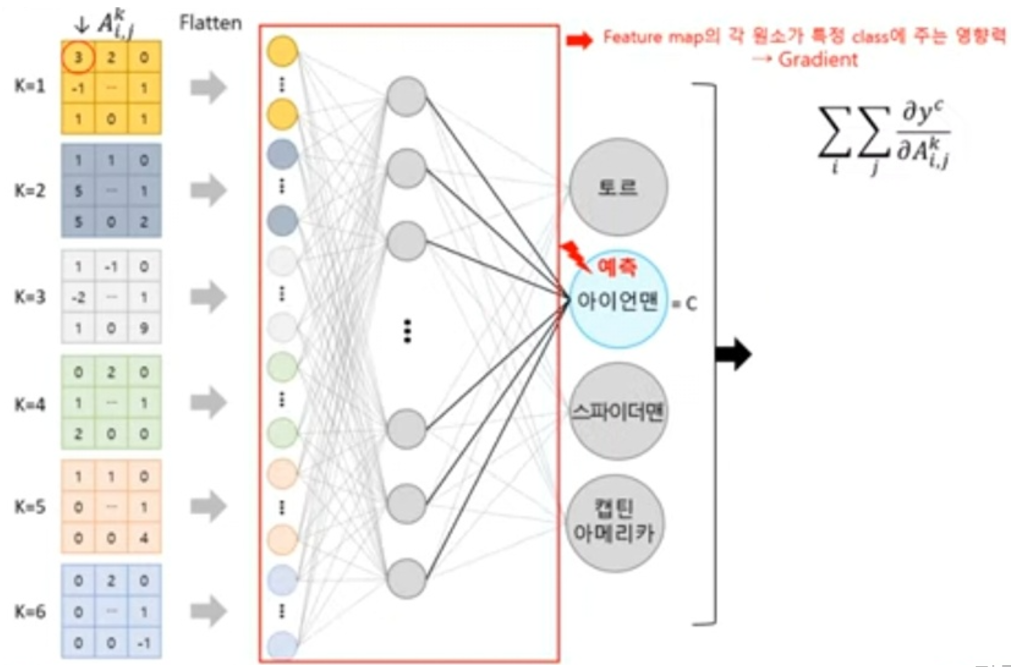 ↓ A^k_{i,j}
Flatten
➡ Feature map의 각 원소가 특정 class에 주는 영향력
→ Gradient
K=1
3 2 0
-1 ... 1
1 0 1
K=2
1 1 0
5 ... 1
5 0 2
K=3
1 -1 0
-2 ... 1
1 0 9
K=4
0 2 0
1 ... 1
2 0 0
K=5
1 1 0
0 ... 1
0 0 4
K=6
0 2 0
0 ... 1
0 0 -1
토르
예측
아이언맨 = C
스파이더맨
캡틴
아메리카
∑_i ∑_j ∂y^c / ∂A^k_{i,j}